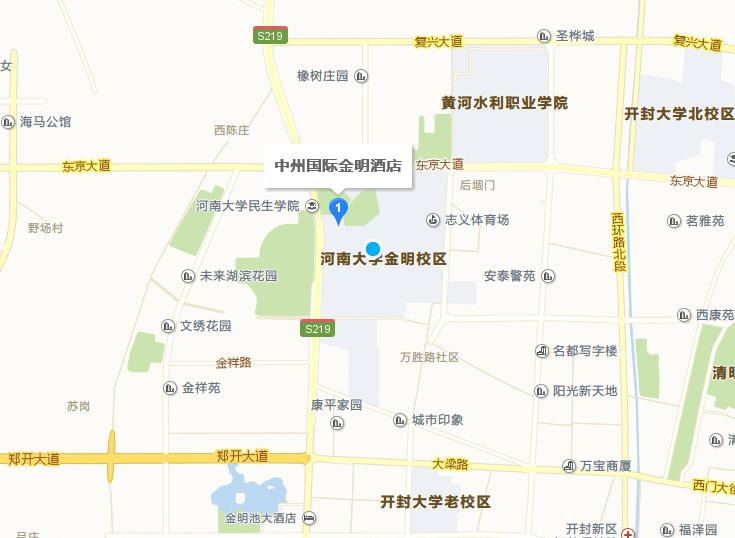 S219
复兴大道
圣桦城
复兴大道
女
橡树庄园
黄河水利职业学院
开封大学北校区
海马公馆
西陈庄
东京大道
中州国际金明酒店
东京大道
东京大道
后堌门
河南大学民生学院
1
志义体育场
茗雅苑
野场村
西环路北段
河南大学金明校区
未来湖滨花园
安泰警苑
西康苑
文绣花园
S219
名都写字楼
万胜路社区
金祥路
清明
金祥苑
阳光新天地
苏岗
康平家园
城市印象
郑开大道
郑开大道
大梁路
万宝商厦
西门大街
开封大学老校区
金明池大酒店
开封新区
福泽园